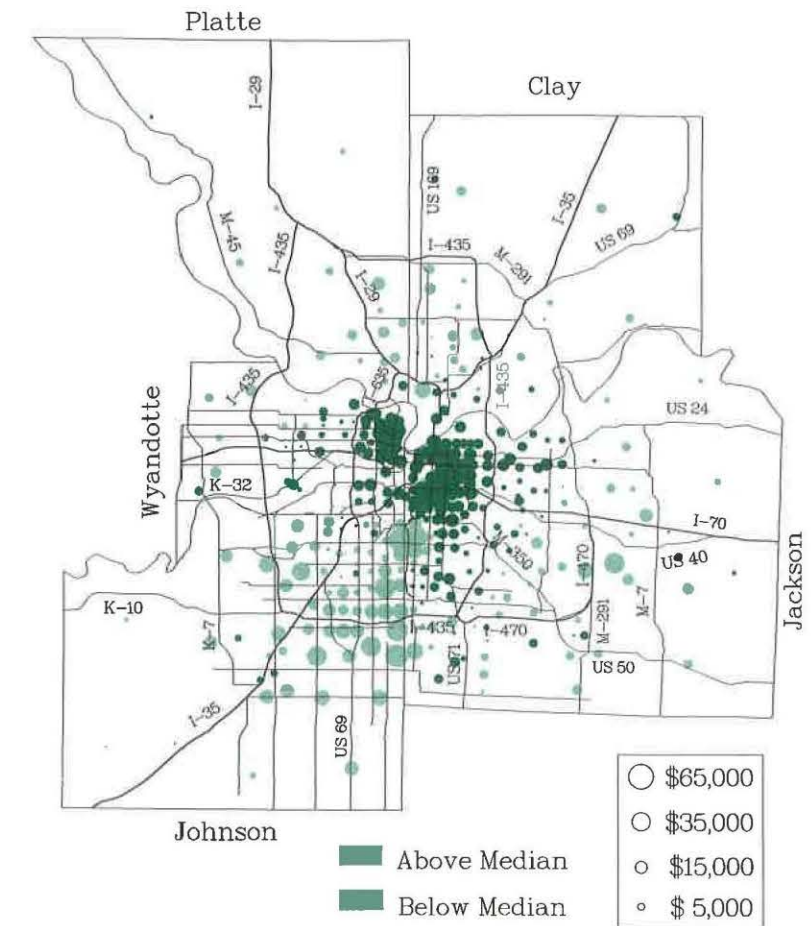 Platte
Clay
I-29
US 169
I-35
M-45
I-435
I-435
M-291
US 69
I-29
I-435
-635
I-435
US 24
Wyandotte
K-32
I-70
M-350
I-470
US 40
Jackson
K-10
K-7
I-435
I-470
M-291
M-7
US 71
US 50
I-35
US 69
Johnson
Above Median
Below Median
$65,000
$35,000
$15,000
$ 5,000